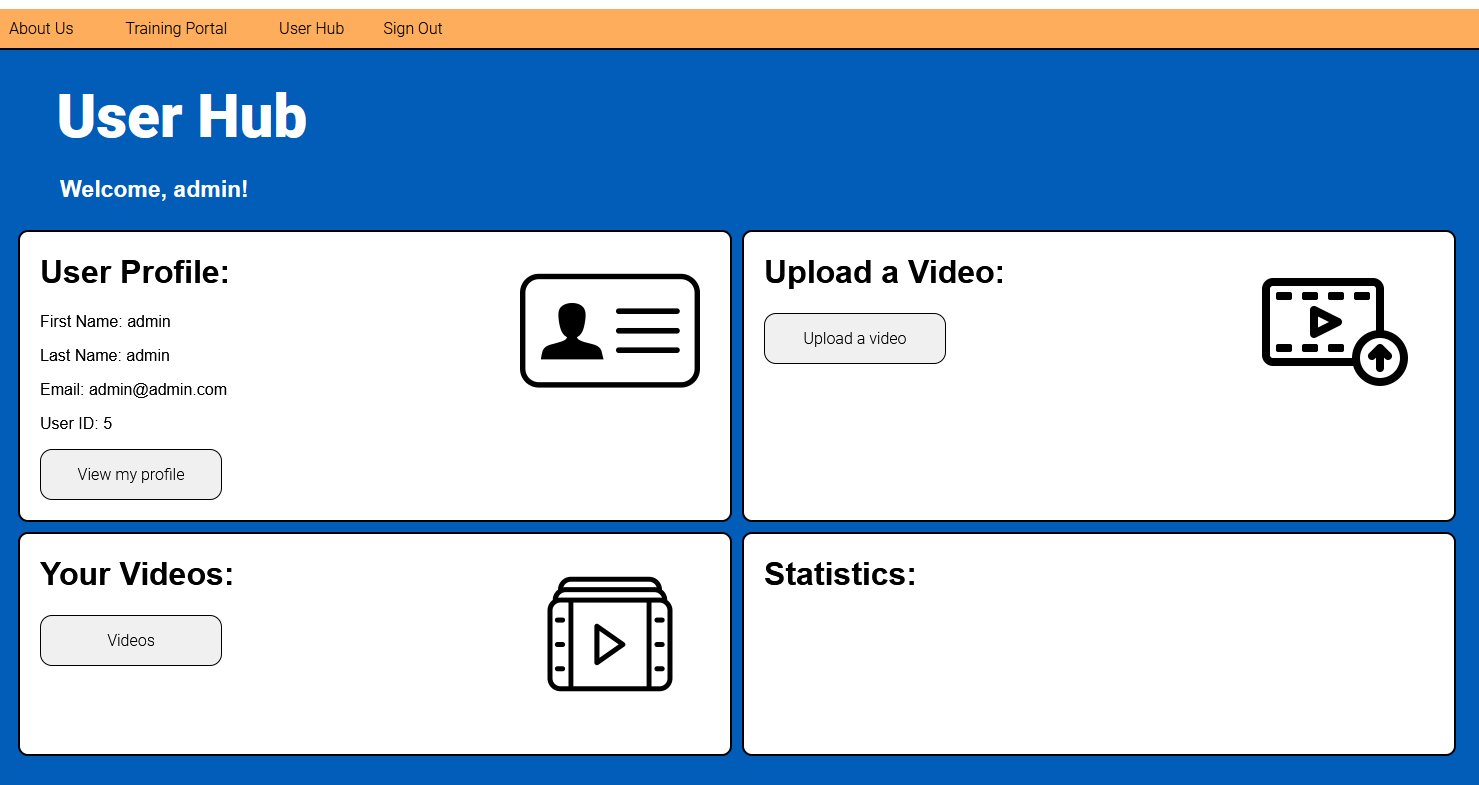 About Us Training Portal User Hub Sign Out
User Hub
Welcome, admin!
User Profile:
First Name: admin
Last Name: admin
Email: admin@admin.com
User ID: 5
View my profile
Upload a Video:
Upload a video
Your Videos:
Videos
Statistics: